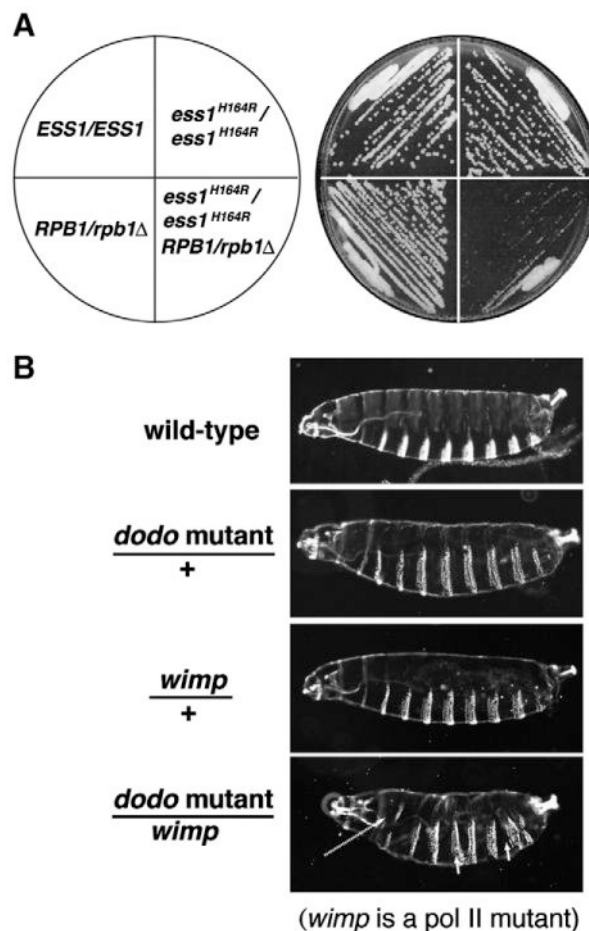 A
ESS1/ESS1
ess1H164R/
ess1H164R
RPB1/rpb1Δ
ess1H164R/
ess1H164R
RPB1/rpb1Δ
B
wild-type
dodo mutant
+
wimp
+
dodo mutant
wimp
(wimp is a pol II mutant)